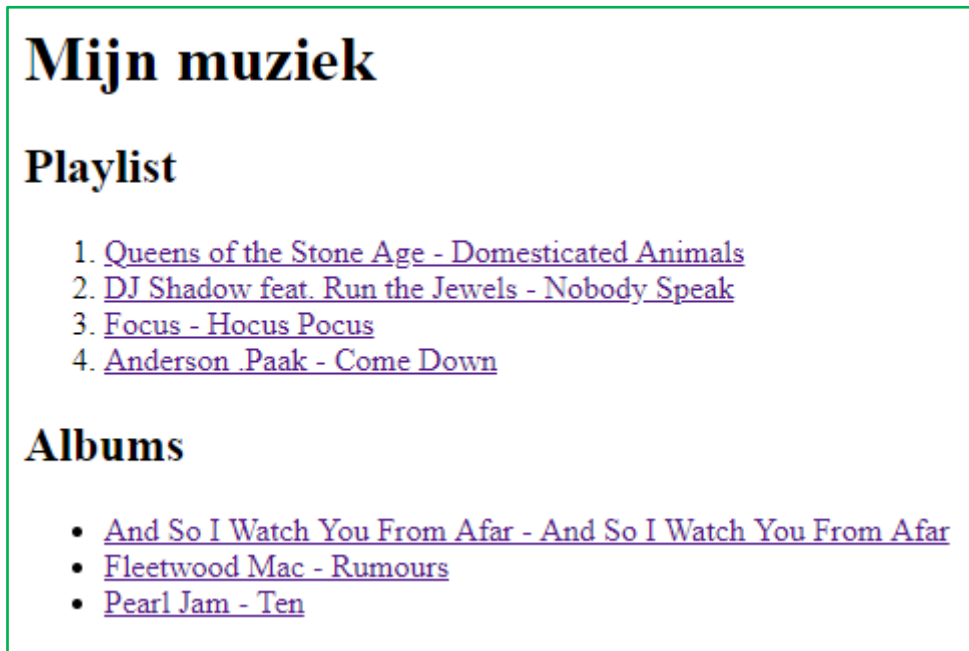 Mijn muziek
Playlist
1. Queens of the Stone Age - Domesticated Animals
2. DJ Shadow feat. Run the Jewels - Nobody Speak
3. Focus - Hocus Pocus
4. Anderson .Paak - Come Down
Albums
• And So I Watch You From Afar - And So I Watch You From Afar
• Fleetwood Mac - Rumours
• Pearl Jam - Ten